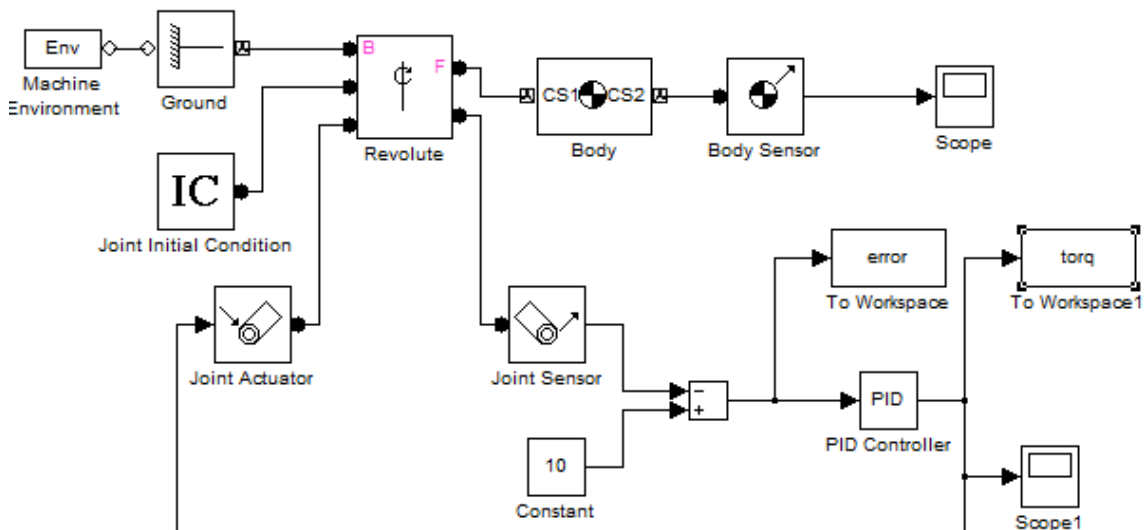 Env
Machine
Environment
Ground
B
F
Revolute
CS1 CS2
Body
Body Sensor
Scope
IC
Joint Initial Condition
error
To Workspace
torq
To Workspace1
Joint Actuator
Joint Sensor
-
+
PID
PID Controller
10
Constant
Scope1